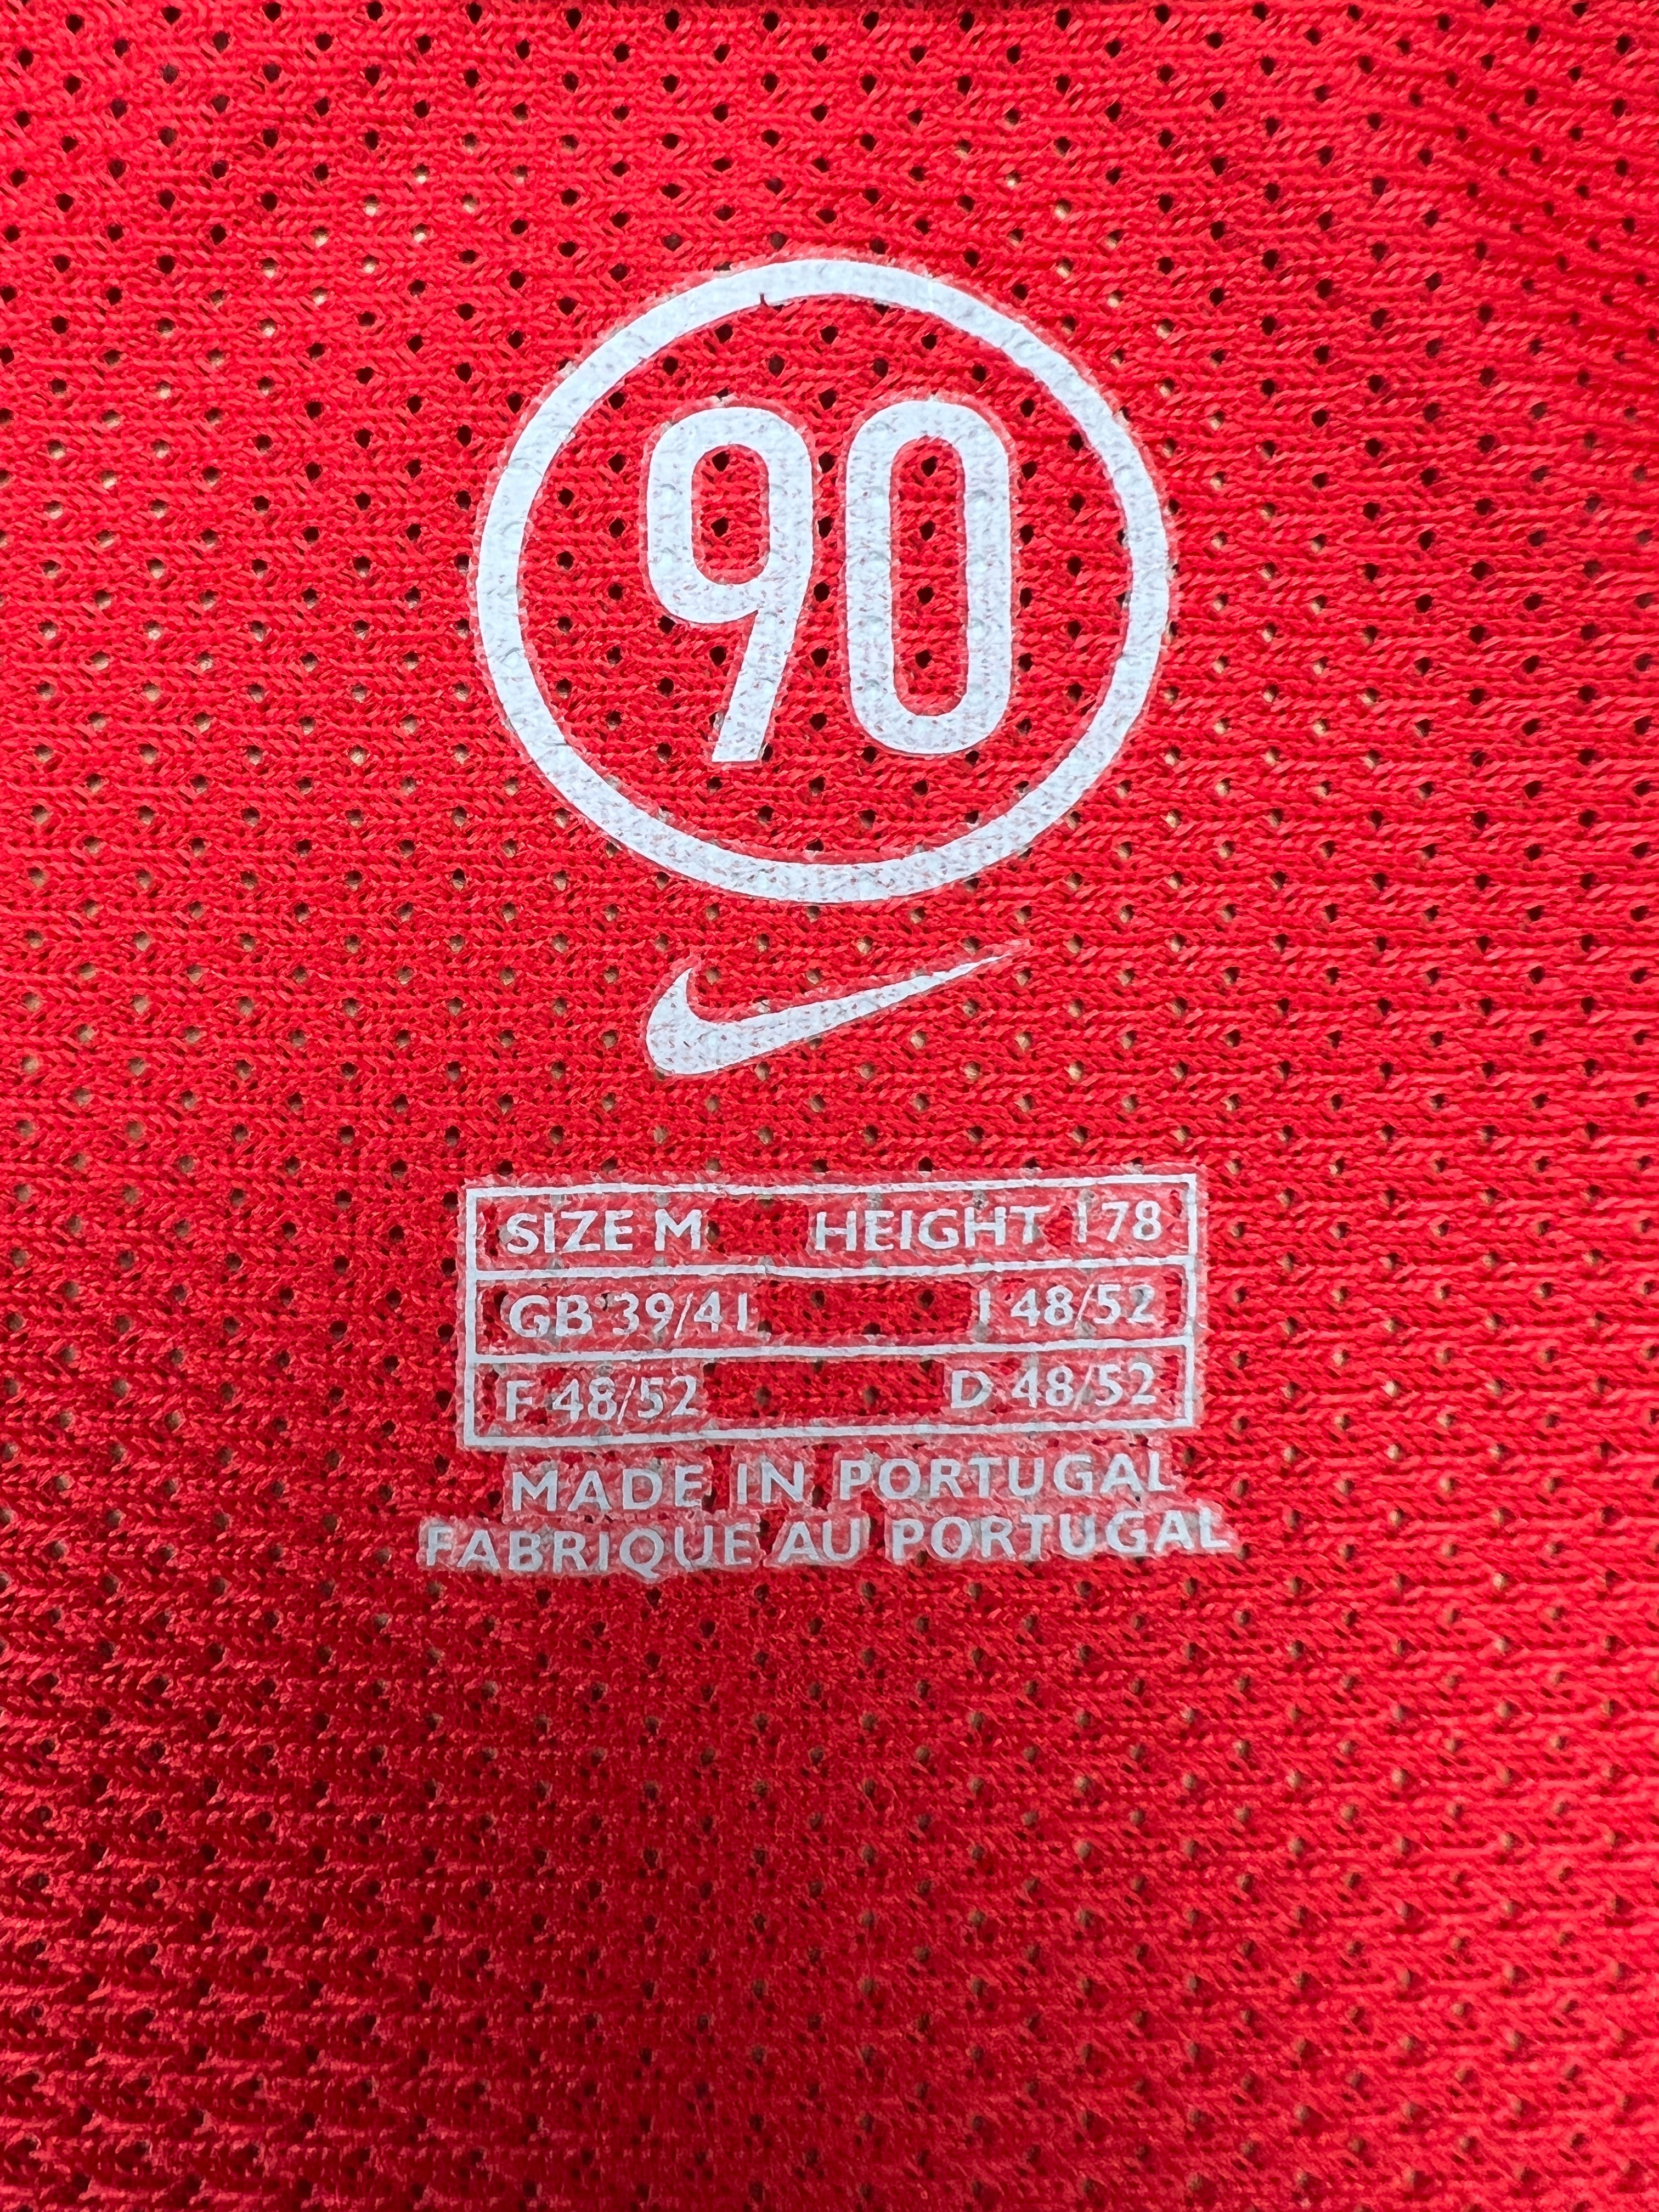 90
SIZE M HEIGHT 178
GB 39/41 I 48/52
F 48/52 D 48/52
MADE IN PORTUGAL
FABRIQUE AU PORTUGAL